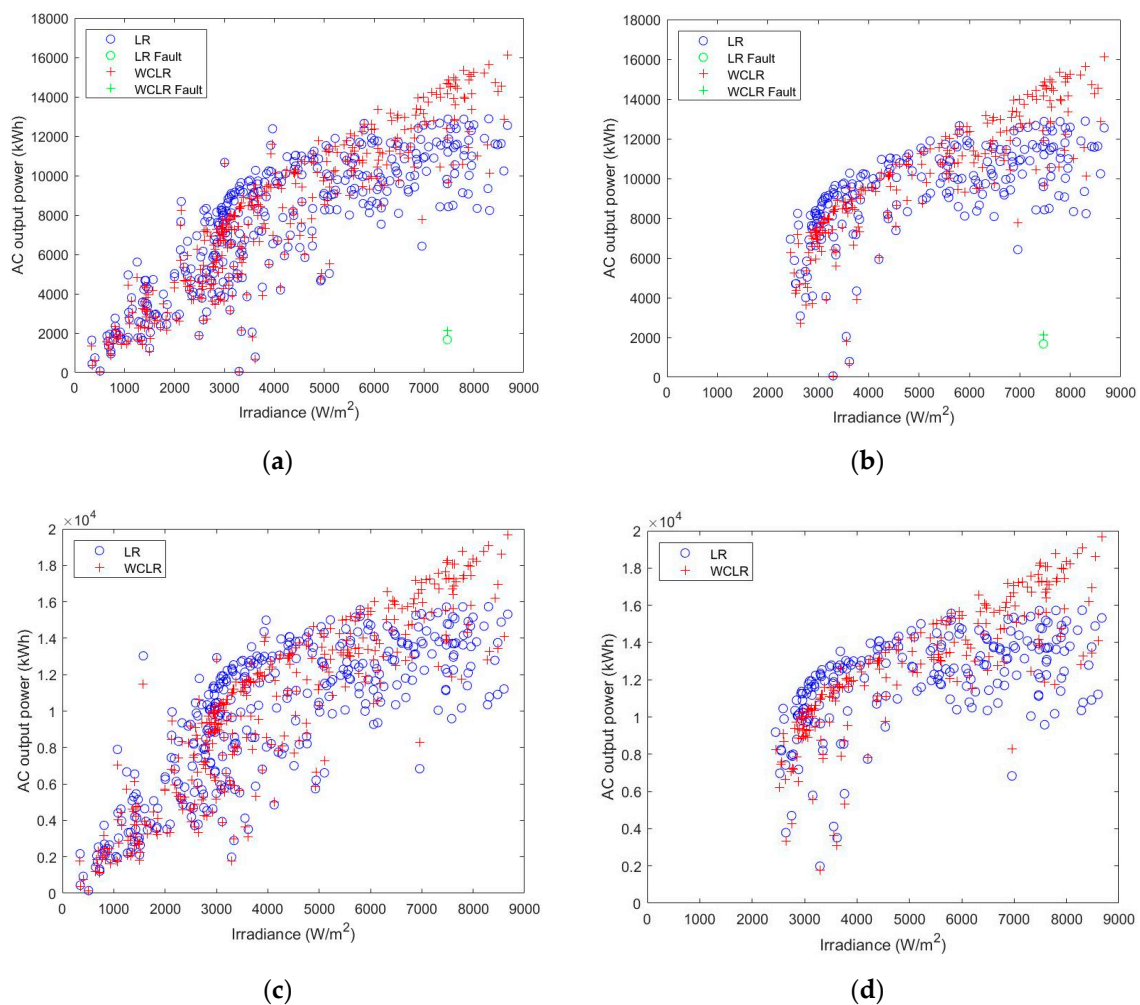 18000
16000
14000
12000
10000
8000
6000
4000
2000
0
AC output power (kWh)
LR
LR Fault
WCLR
WCLR Fault
1000 2000 3000 4000 5000 6000 7000 8000 9000
Irradiance (W/m²)
(a)
18000
16000
14000
12000
10000
8000
6000
4000
2000
0
AC output power (kWh)
LR
LR Fault
WCLR
WCLR Fault
0 1000 2000 3000 4000 5000 6000 7000 8000 9000
Irradiance (W/m²)
(b)
×10⁴
2
1.8
1.6
1.4
1.2
1
0.8
0.6
0.4
0.2
0
AC output power (kWh)
LR
WCLR
0 1000 2000 3000 4000 5000 6000 7000 8000 9000
Irradiance (W/m²)
(c)
×10⁴
2
1.8
1.6
1.4
1.2
1
0.8
0.6
0.4
0.2
0
AC output power (kWh)
LR
WCLR
0 1000 2000 3000 4000 5000 6000 7000 8000 9000
Irradiance (W/m²)
(d)